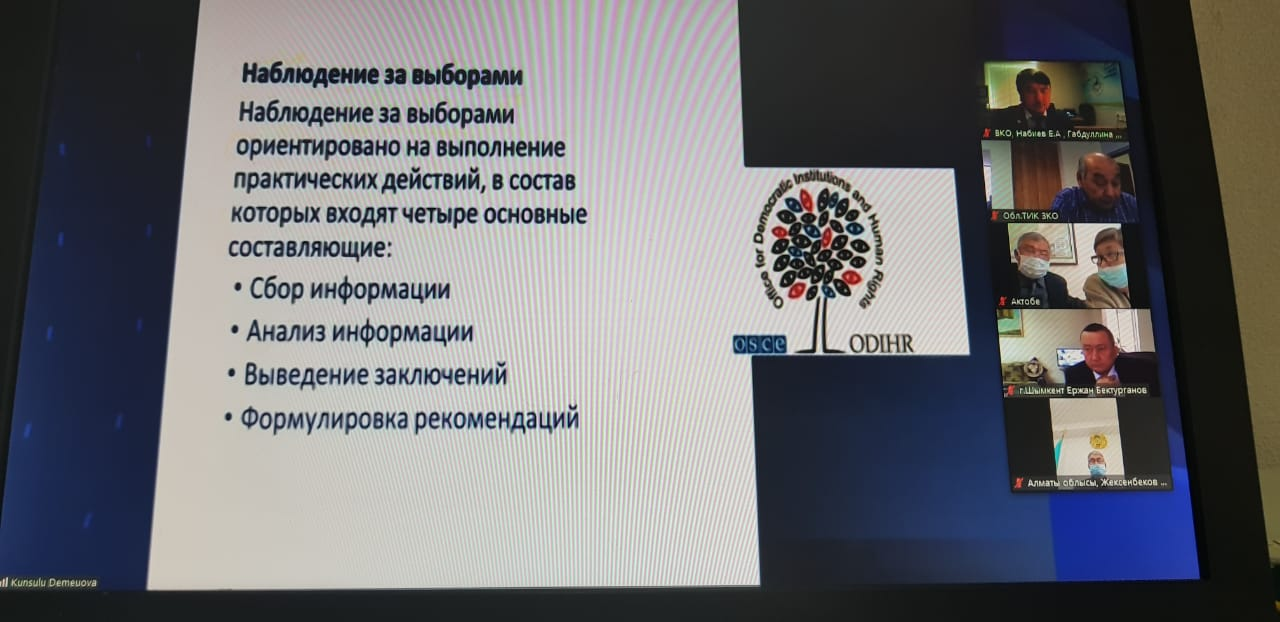 Наблюдение за выборами
Наблюдение за выборами
ориентировано на выполнение
практических действий, в состав
которых входят четыре основные
составляющие:
• Сбор информации
• Анализ информации
• Выведение заключений
• Формулировка рекомендаций
Office for Democratic Institutions and Human Rights
osce
ODIHR
ВКО, Набиев Е.А , Габдуллина ...
Обл.ТИК ЗКО
Актобе
г.Шымкент Ержан Бектурганов
Алматы облысы, Жексенбеков ...
Kunsulu Demeuova